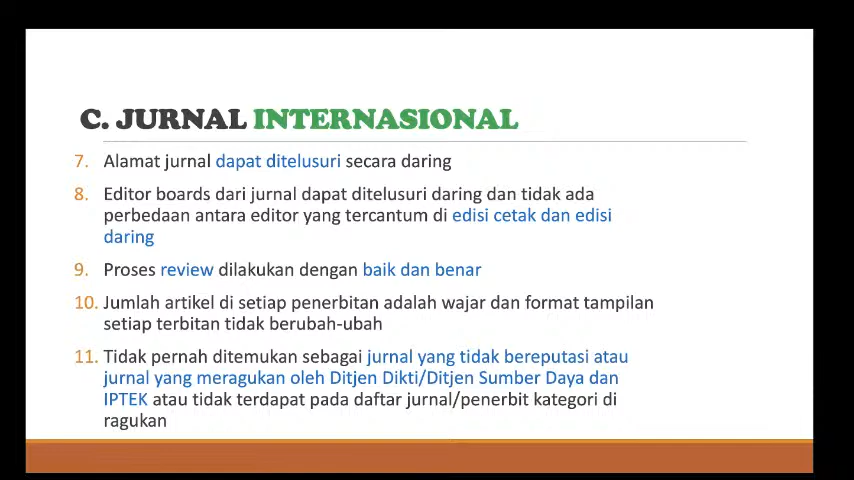 C. JURNAL INTERNASIONAL
7. Alamat jurnal dapat ditelusuri secara daring
8. Editor boards dari jurnal dapat ditelusuri daring dan tidak ada
perbedaan antara editor yang tercantum di edisi cetak dan edisi
daring
9. Proses review dilakukan dengan baik dan benar
10. Jumlah artikel di setiap penerbitan adalah wajar dan format tampilan
setiap terbitan tidak berubah-ubah
11. Tidak pernah ditemukan sebagai jurnal yang tidak bereputasi atau
jurnal yang meragukan oleh Ditjen Dikti/Ditjen Sumber Daya dan
IPTEK atau tidak terdapat pada daftar jurnal/penerbit kategori di
ragukan